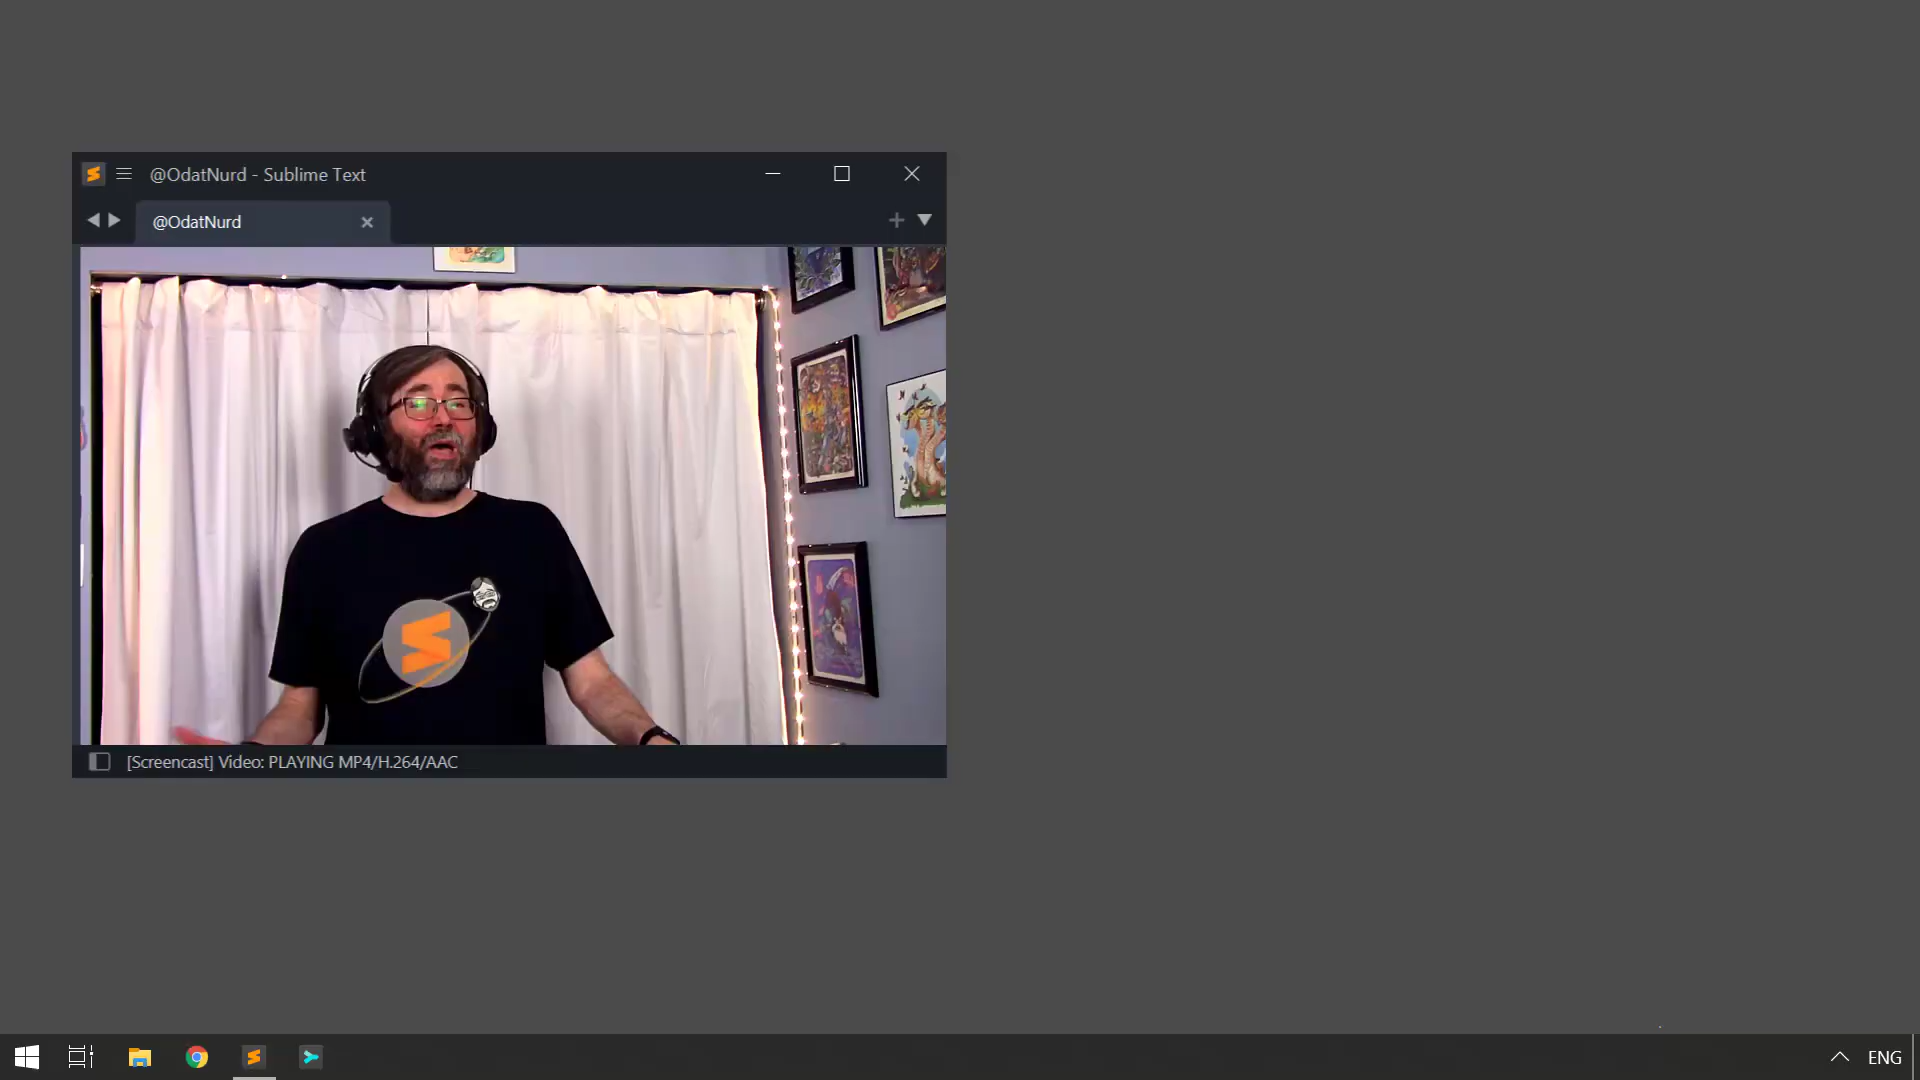 @OdatNurd - Sublime Text
@OdatNurd
[Screencast] Video: PLAYING MP4/H.264/AAC
ENG